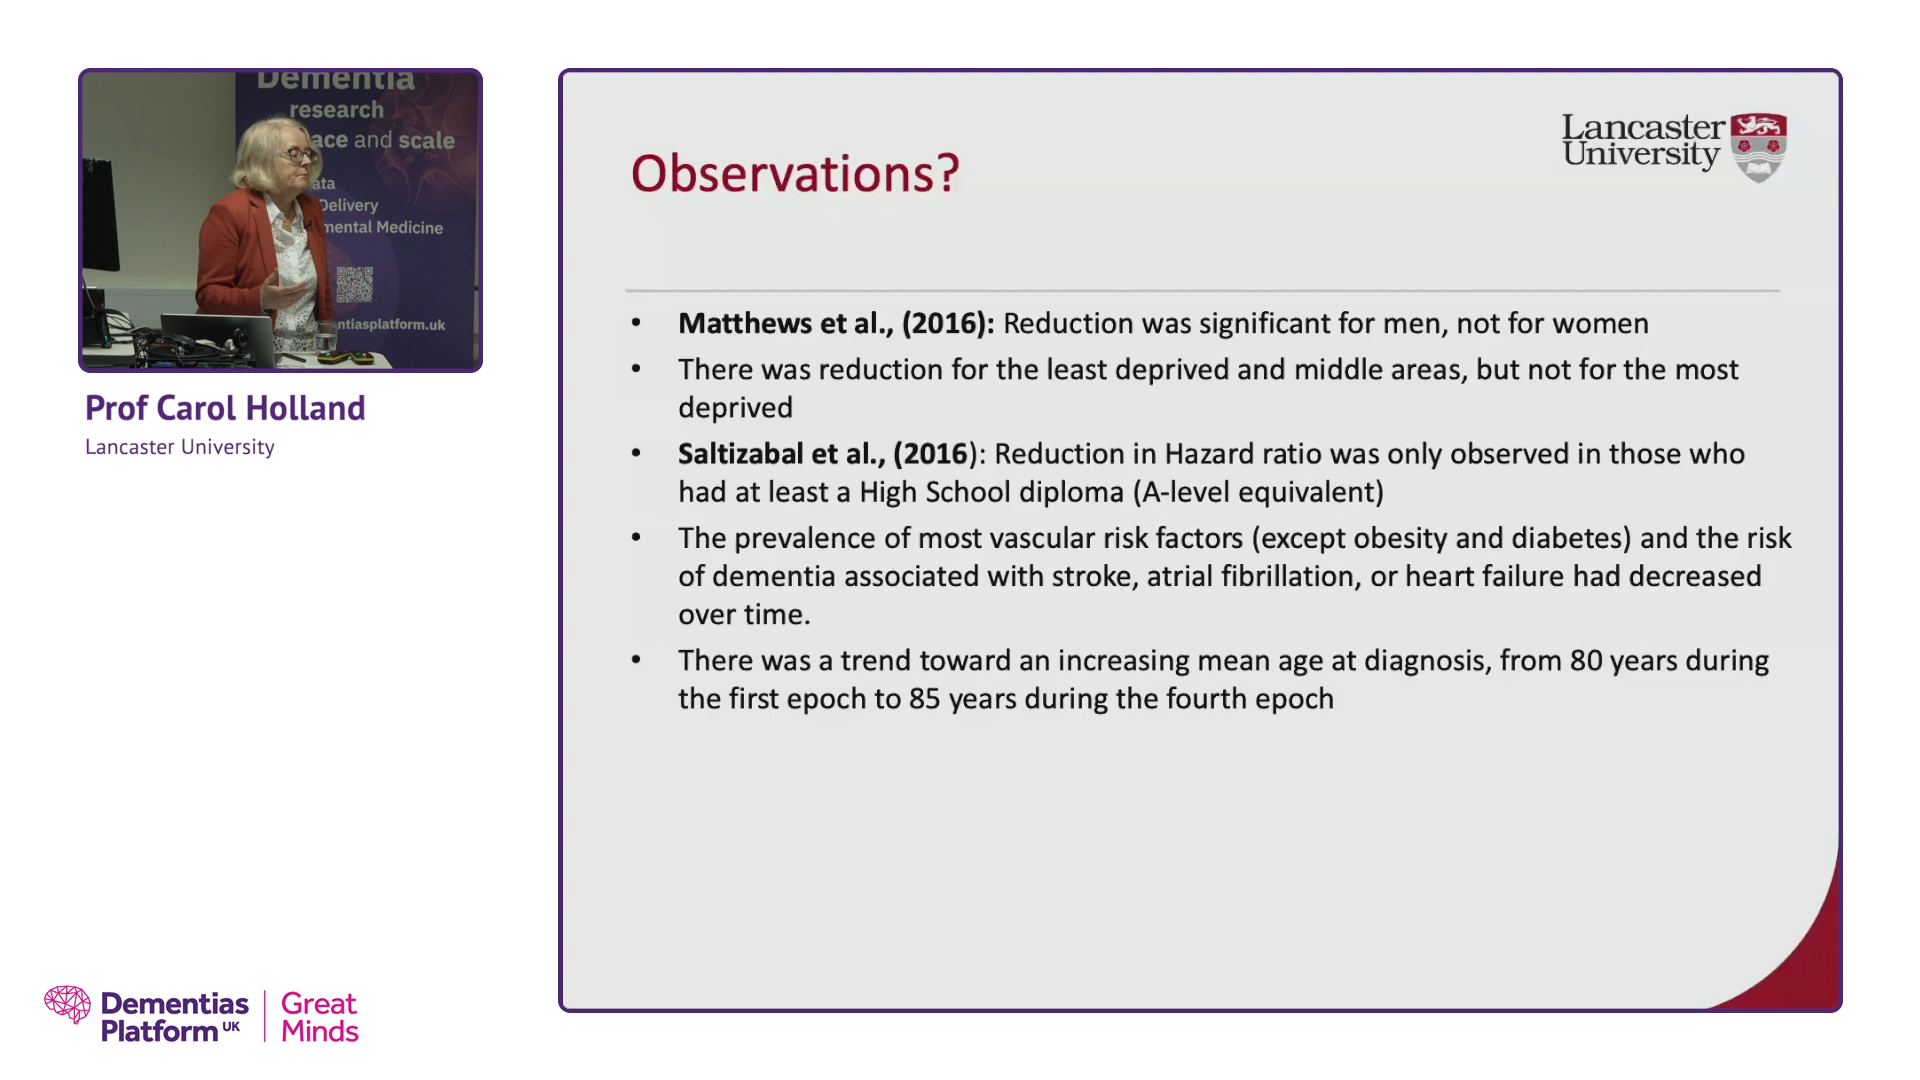 Dementia
research
ace and scale
ata
Delivery
mental Medicine
ntiasplatform.uk
Prof Carol Holland
Lancaster University
Dementias
Platform UK
Great
Minds
Lancaster
University
Observations?
• Matthews et al., (2016): Reduction was significant for men, not for women
• There was reduction for the least deprived and middle areas, but not for the most
deprived
• Saltizabal et al., (2016): Reduction in Hazard ratio was only observed in those who
had at least a High School diploma (A-level equivalent)
• The prevalence of most vascular risk factors (except obesity and diabetes) and the risk
of dementia associated with stroke, atrial fibrillation, or heart failure had decreased
over time.
• There was a trend toward an increasing mean age at diagnosis, from 80 years during
the first epoch to 85 years during the fourth epoch